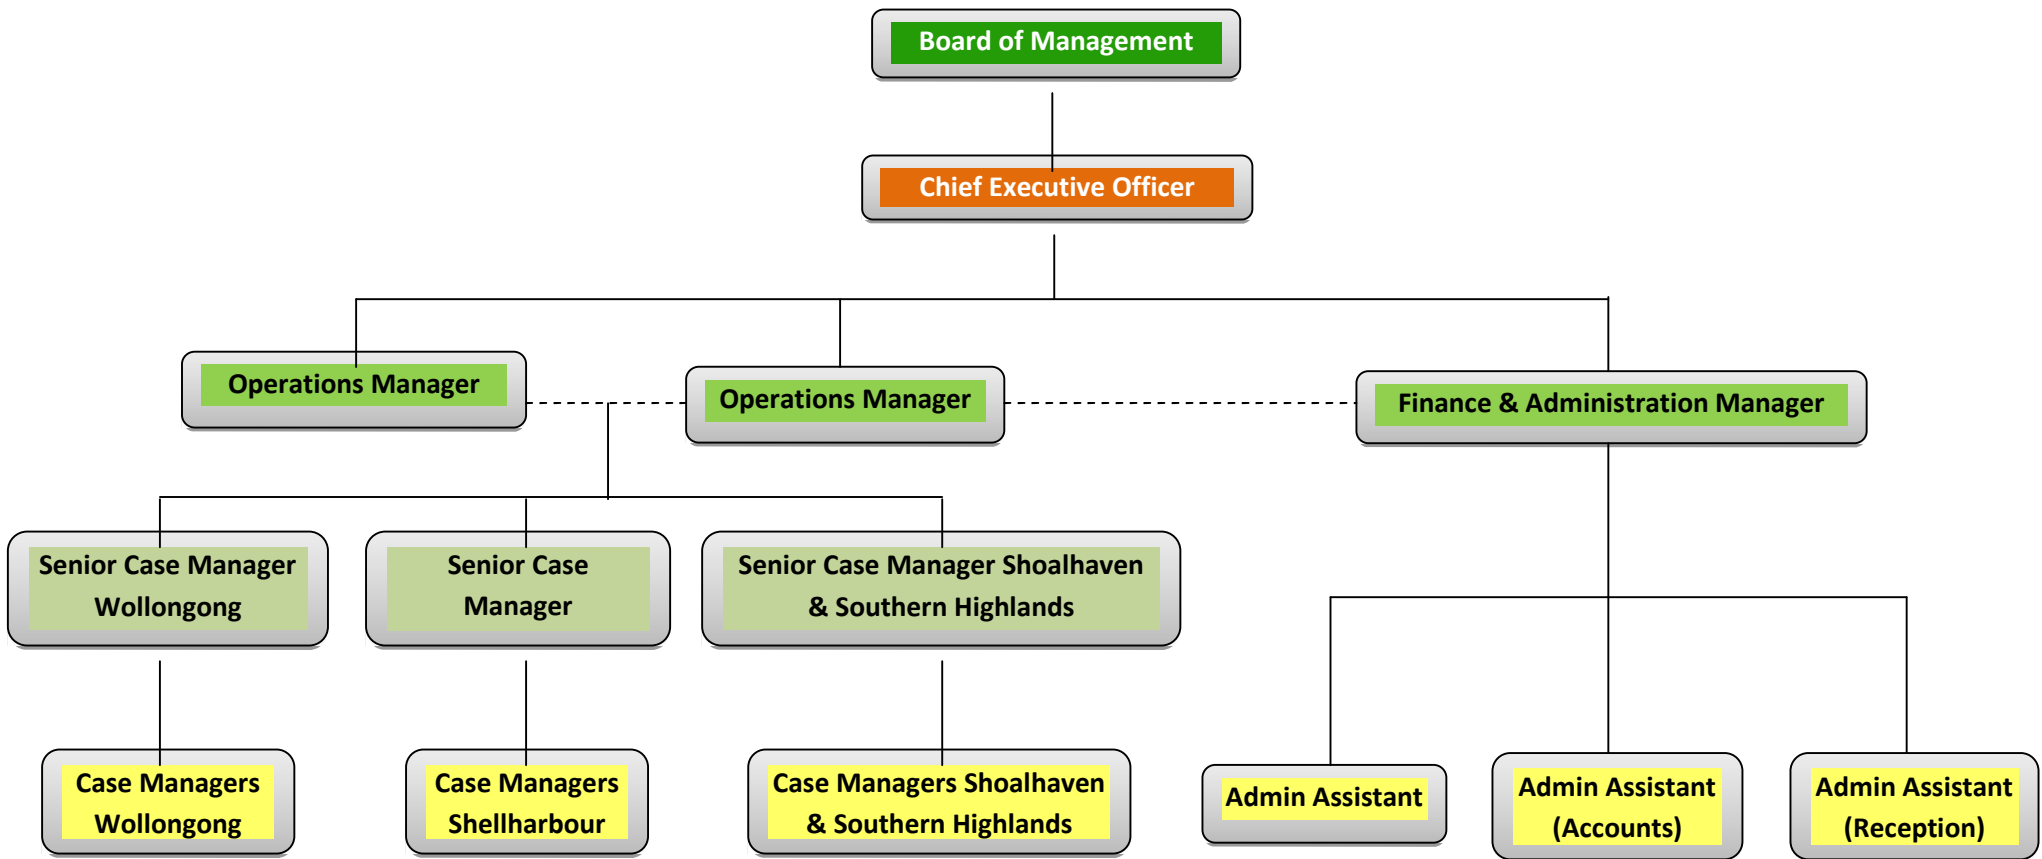 Board of Management
Chief Executive Officer
Operations Manager
Operations Manager
Finance & Administration Manager
Senior Case Manager
Wollongong
Senior Case
Manager
Senior Case Manager Shoalhaven
& Southern Highlands
Case Managers
Wollongong
Case Managers
Shellharbour
Case Managers Shoalhaven
& Southern Highlands
Admin Assistant
Admin Assistant
(Accounts)
Admin Assistant
(Reception)